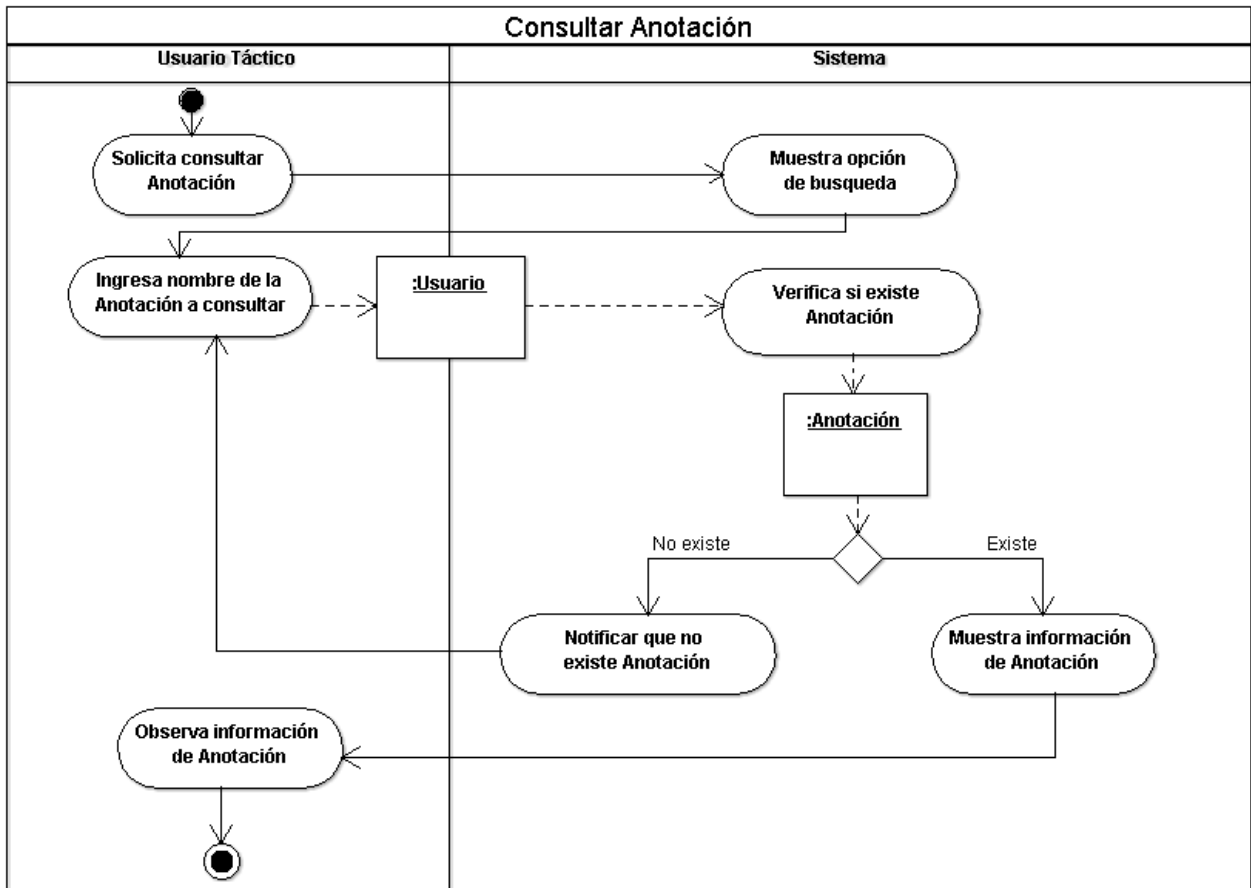 Consultar Anotación
Usuario Táctico
Sistema
Solicita consultar
Anotación
Muestra opción
de busqueda
Ingresa nombre de la
Anotación a consultar
:Usuario
Verifica si existe
Anotación
:Anotación
No existe
Existe
Notificar que no
existe Anotación
Muestra información
de Anotación
Observa información
de Anotación